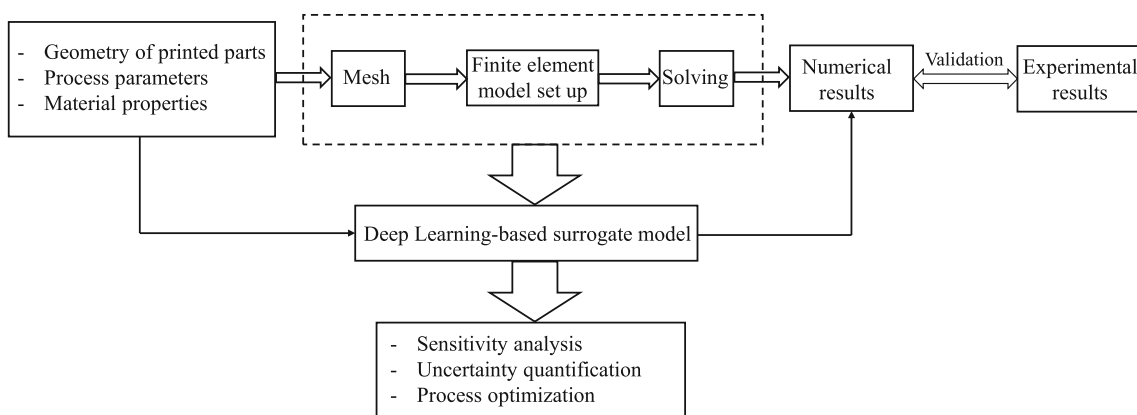 - Geometry of printed parts
- Process parameters
- Material properties
Mesh
Finite element
model set up
Solving
Numerical
results
Validation
Experimental
results
Deep Learning-based surrogate model
- Sensitivity analysis
- Uncertainty quantification
- Process optimization